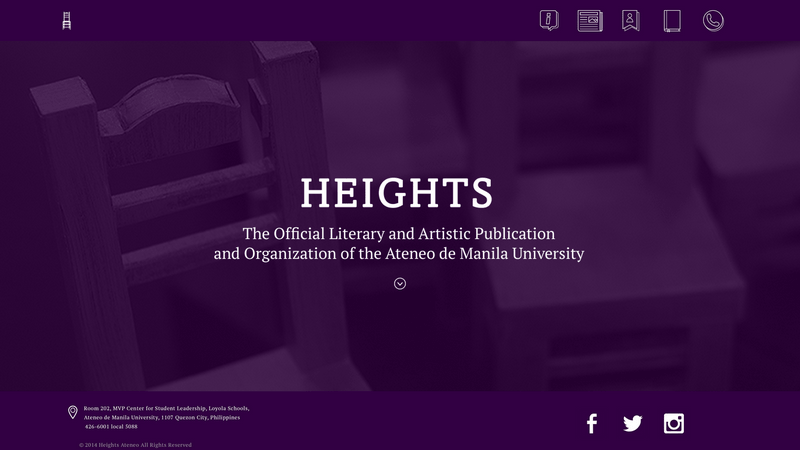 HEIGHTS
The Official Literary and Artistic Publication
and Organization of the Ateneo de Manila University
Room 202, MVP Center for Student Leadership, Loyola Schools,
Ateneo de Manila University, 1107 Quezon City, Philippines
426-6001 local 5088
© 2014 Heights Ateneo All Rights Reserved